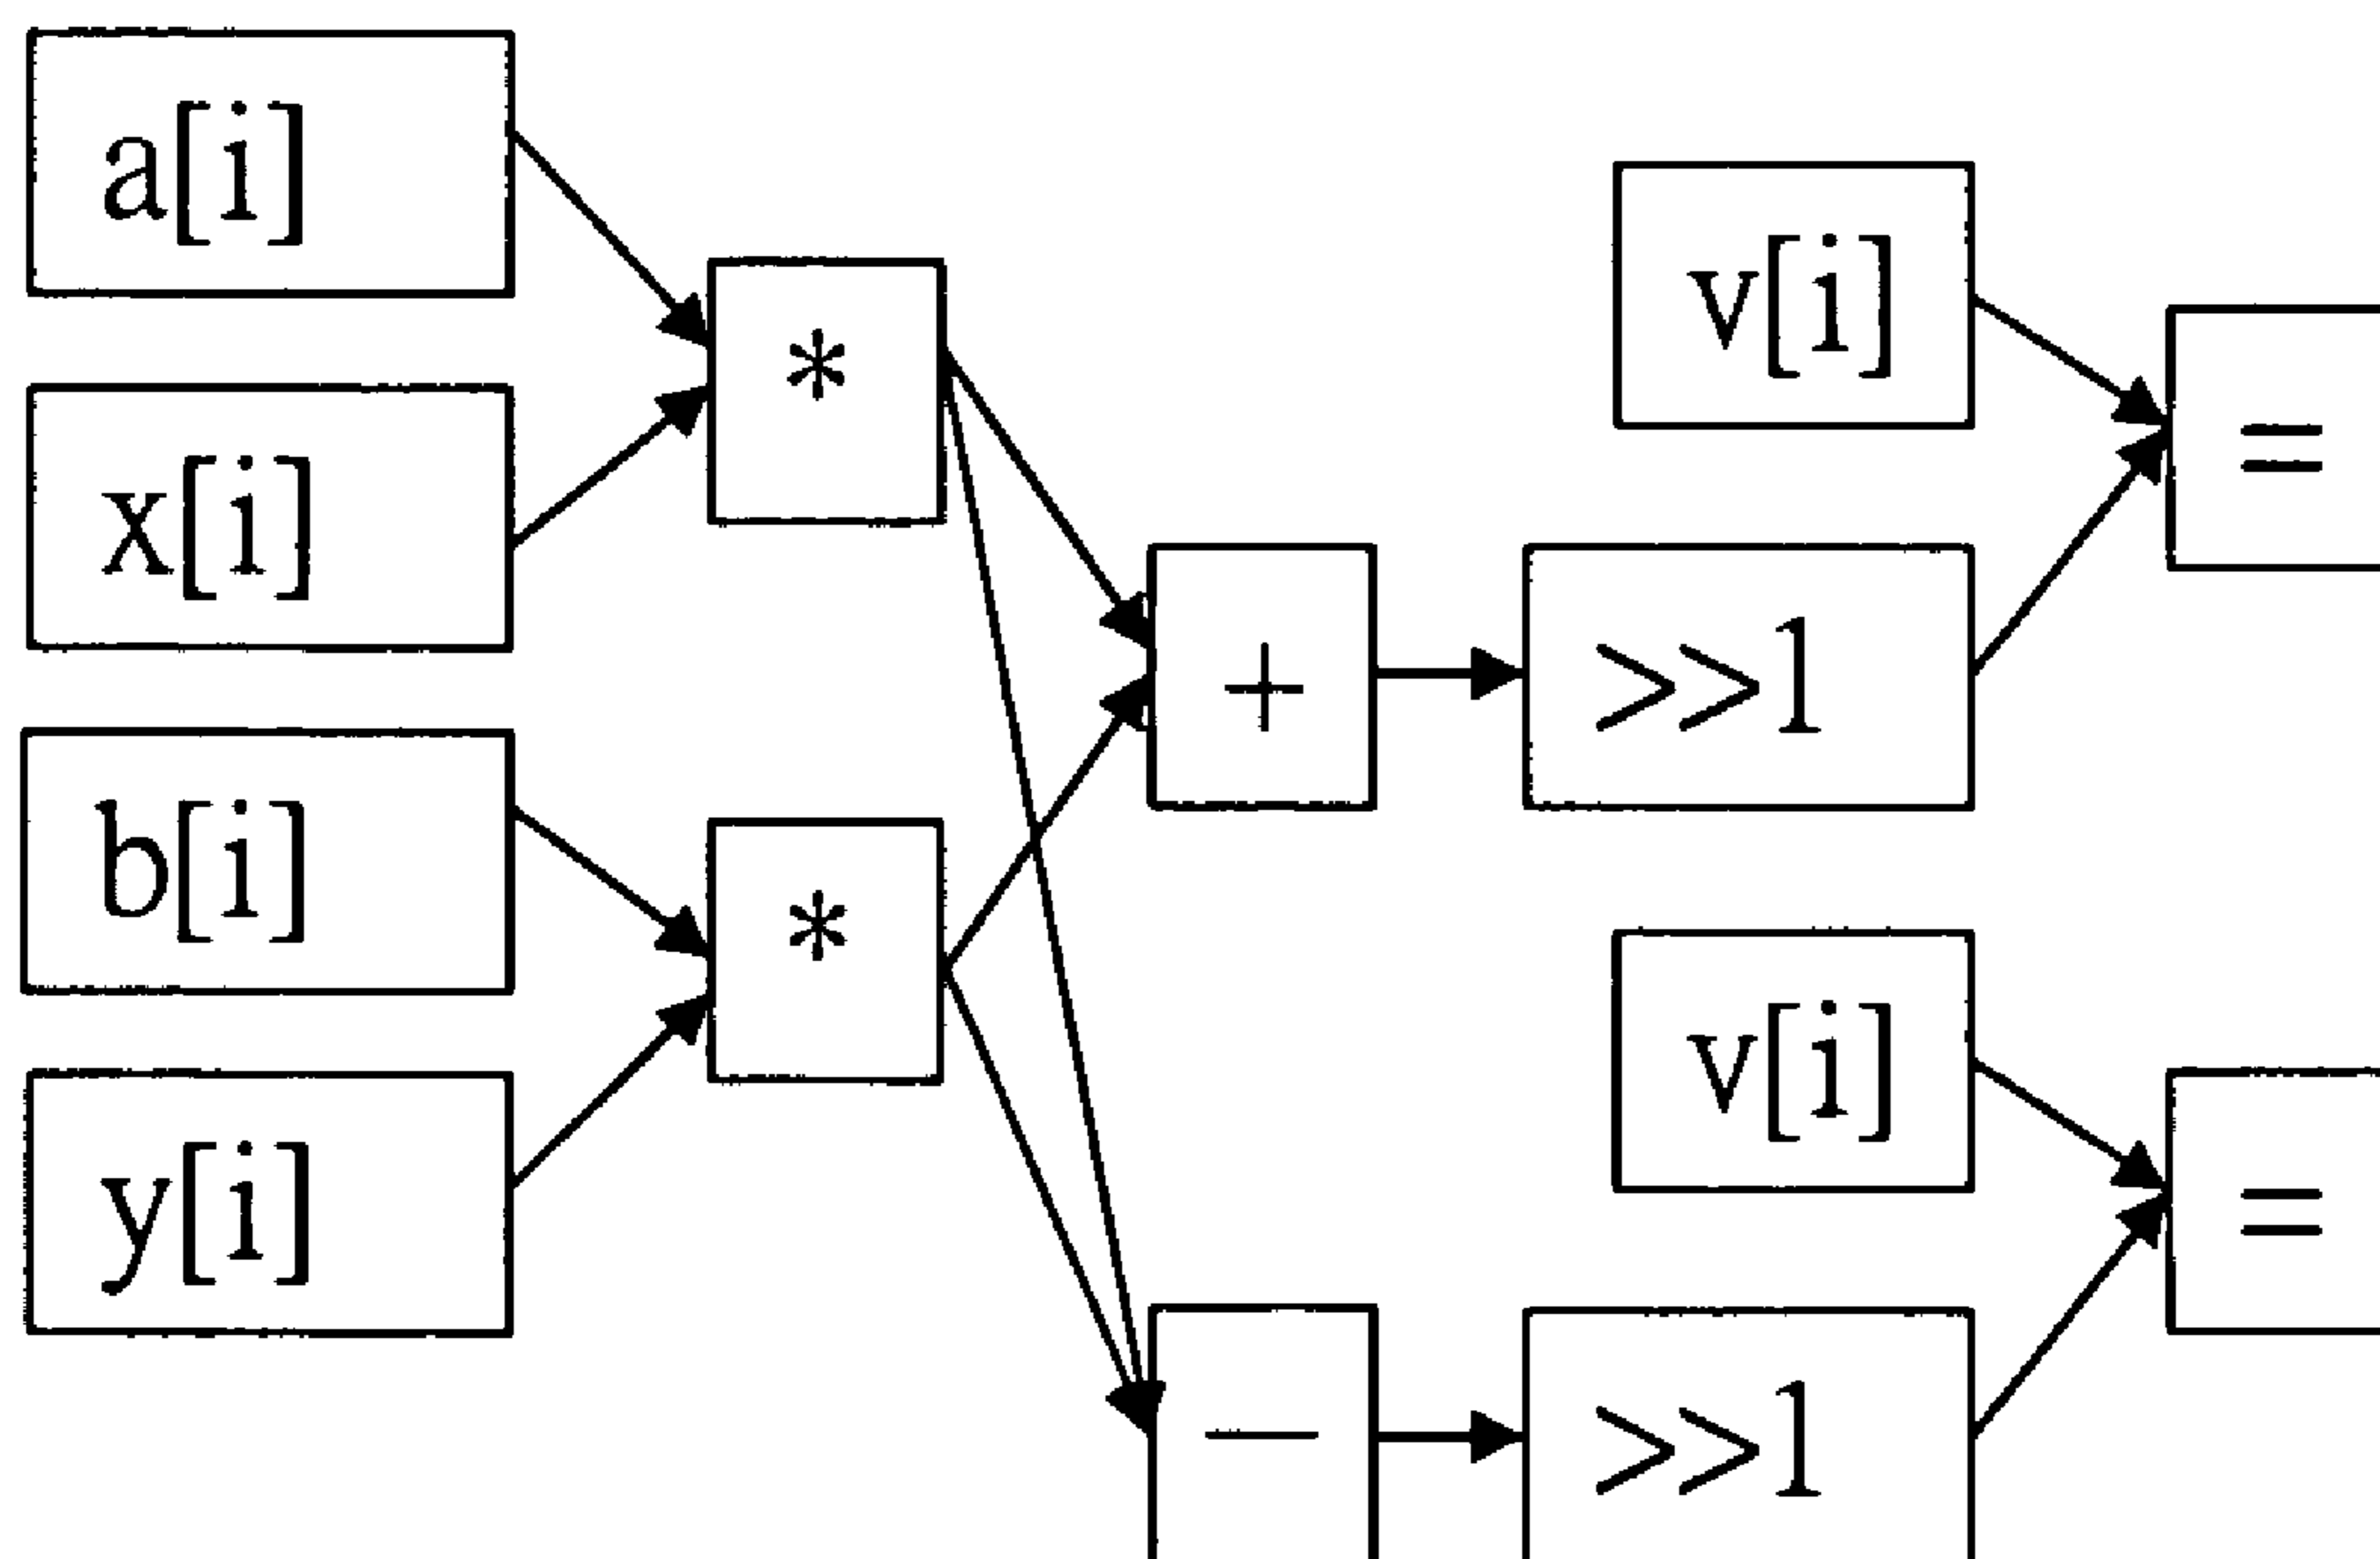 a[i]
x[i]
b[i]
y[i]
*
*
+
—
v[i]
>>1
v[i]
>>1
=
=